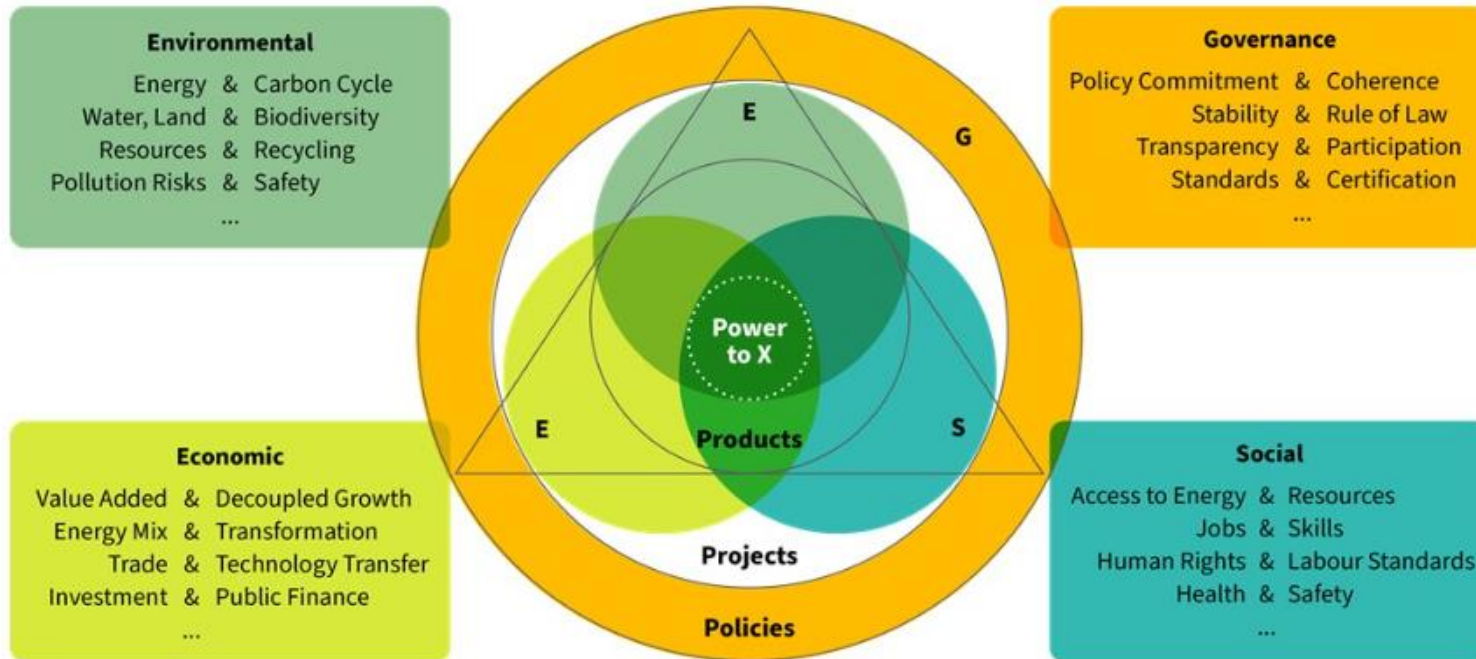 Environmental
Energy & Carbon Cycle
Water, Land & Biodiversity
Resources & Recycling
Pollution Risks & Safety
...
Governance
Policy Commitment & Coherence
Stability & Rule of Law
Transparency & Participation
Standards & Certification
...
E
G
Power
to X
E
S
Products
Projects
Policies
Economic
Value Added & Decoupled Growth
Energy Mix & Transformation
Trade & Technology Transfer
Investment & Public Finance
...
Social
Access to Energy & Resources
Jobs & Skills
Human Rights & Labour Standards
Health & Safety
...